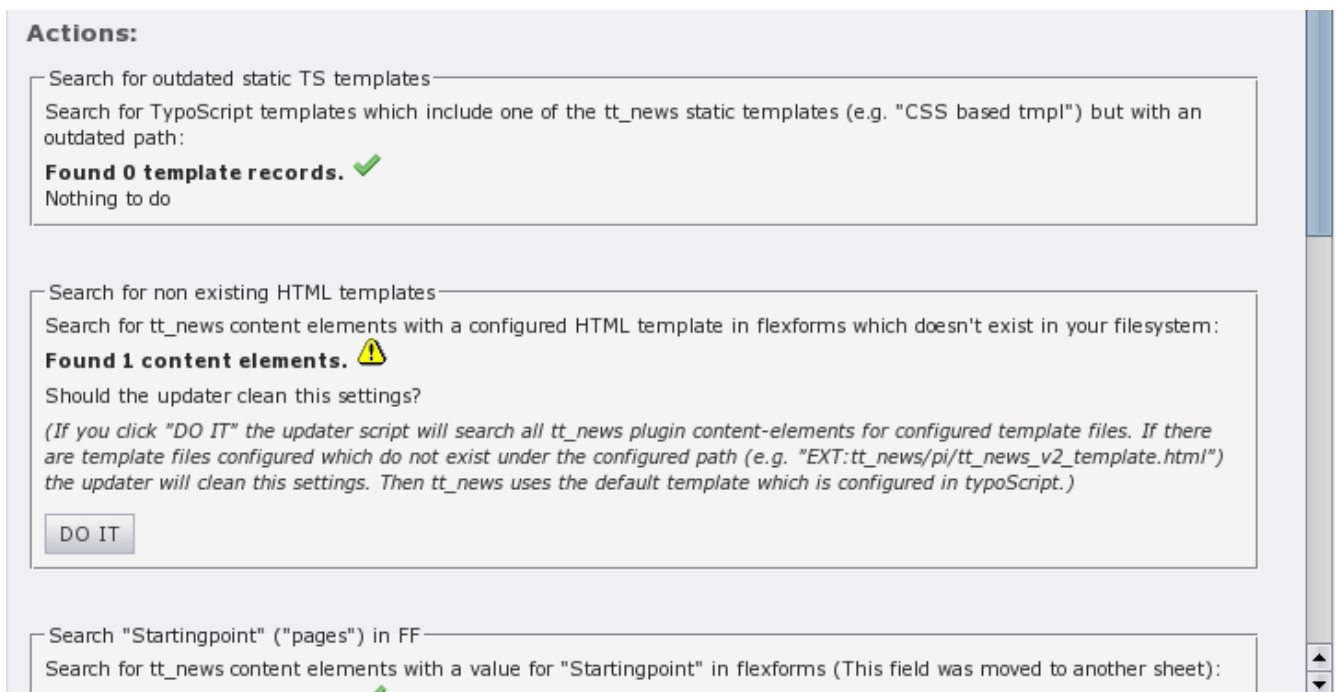 Actions:
Search for outdated static TS templates
Search for TypoScript templates which include one of the tt_news static templates (e.g. "CSS based tmpl") but with an
outdated path:
Found 0 template records.
Nothing to do
Search for non existing HTML templates
Search for tt_news content elements with a configured HTML template in flexforms which doesn't exist in your filesystem:
Found 1 content elements.
Should the updater clean this settings?
(If you click "DO IT" the updater script will search all tt_news plugin content-elements for configured template files. If there
are template files configured which do not exist under the configured path (e.g. "EXT:tt_news/pi/tt_news_v2_template.html")
the updater will clean this settings. Then tt_news uses the default template which is configured in typoScript.)
DO IT
Search "Startingpoint" ("pages") in FF
Search for tt_news content elements with a value for "Startingpoint" in flexforms (This field was moved to another sheet):